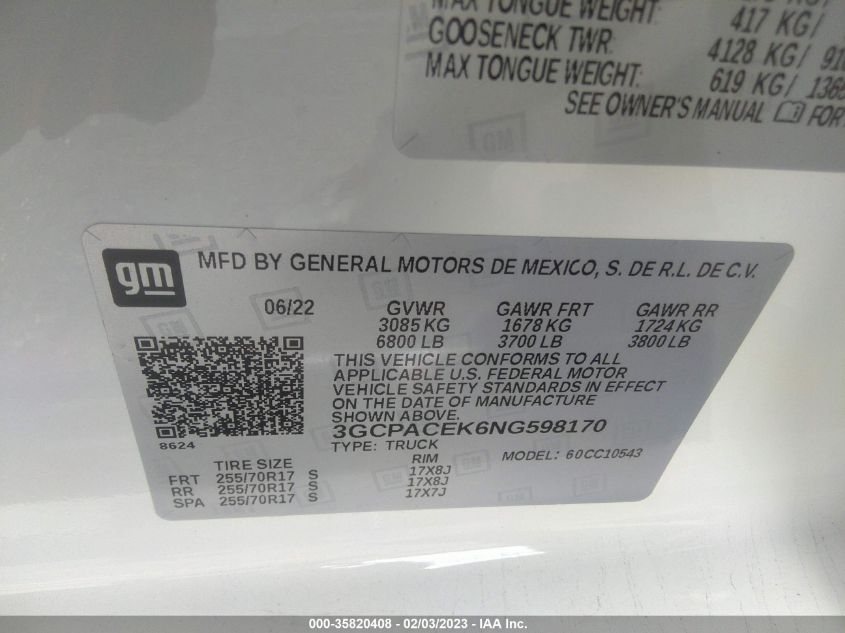 MAX TONGUE WEIGHT:
417 KG/
GOOSENECK TWR: 4128 KG/ 910
MAX TONGUE WEIGHT: 619 KG/ 1365
SEE OWNER'S MANUAL FOR
gm
MFD BY GENERAL MOTORS DE MEXICO, S. DE R.L. DE C.V.
06/22 GVWR GAWR FRT GAWR RR
3085 KG 1678 KG 1724 KG
6800 LB 3700 LB 3800 LB
THIS VEHICLE CONFORMS TO ALL
APPLICABLE U.S. FEDERAL MOTOR
VEHICLE SAFETY STANDARDS IN EFFECT
ON THE DATE OF MANUFACTURE
SHOWN ABOVE.
8624
3GCPACEK6NG598170
TYPE: TRUCK
MODEL: 60CC10543
TIRE SIZE RIM
FRT 255/70R17 S 17X8J
RR 255/70R17 S 17X8J
SPA 255/70R17 S 17X7J
000-35820408 - 02/03/2023 - © IAA Inc.